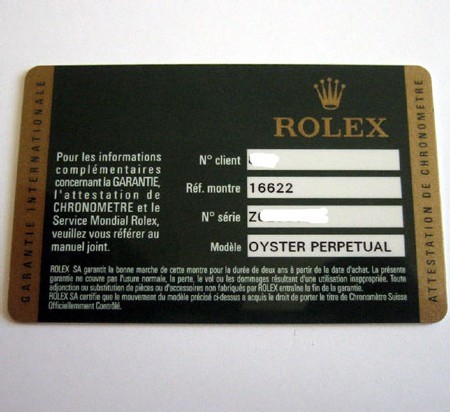 GARANTIE INTERNATIONALE
ROLEX
Pour les informations
complémentaires
concernant la GARANTIE,
l'attestation de
CHRONOMETRE et le
Service Mondial Rolex,
veuillez vous référer au
manuel joint.
N° client
Réf. montre 16622
N° série Z
Modèle OYSTER PERPETUAL
ROLEX SA garantit la bonne marche de cette montre pour la durée de deux ans à partir de la date d'achat. La présente
garantie ne couvre pas l'usure normale, la perte, le vol ou les dommages résultant d'une utilisation inappropriée. Toute
adjonction ou substitution de pièces ou d'accessoires non fabriqués par ROLEX entraîne la fin de la garantie.
ROLEX SA certifie que le mouvement du modèle précité ci-dessus a acquis le droit de porter le titre de Chronomètre Suisse
Officiellement Contrôlé.
ATTESTATION DE CHRONOMETRE